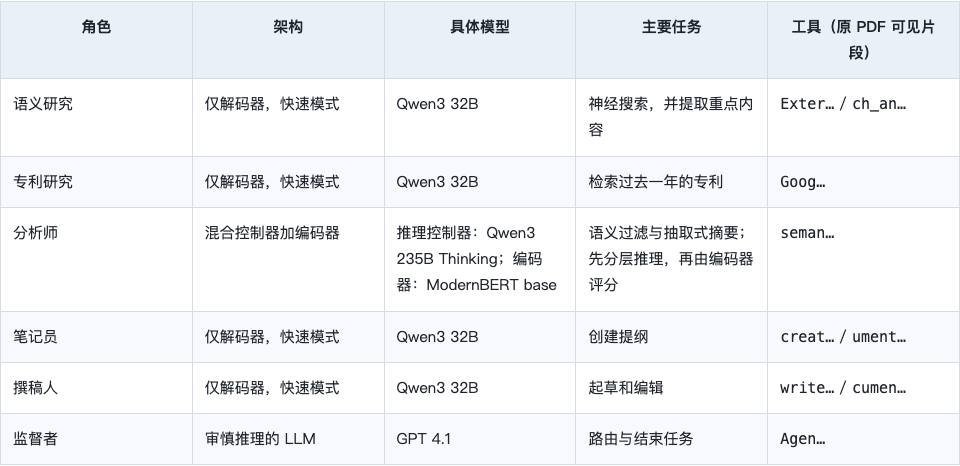 角色 架构 具体模型 主要任务 工具（原 PDF 可见片
段）
语义研究 仅解码器，快速模式 Qwen3 32B 神经搜索，并提取重点内 Exter… / ch_an…
容
专利研究 仅解码器，快速模式 Qwen3 32B 检索过去一年的专利 Goog…
分析师 混合控制器加编码器 推理控制器：Qwen3 语义过滤与抽取式摘要； seman…
235B Thinking；编码 先分层推理，再由编码器
器：ModernBERT base 评分
笔记员 仅解码器，快速模式 Qwen3 32B 创建提纲 creat… / ument…
撰稿人 仅解码器，快速模式 Qwen3 32B 起草和编辑 write… / cumen…
监督者 审慎推理的 LLM GPT 4.1 路由与结束任务 Agen…